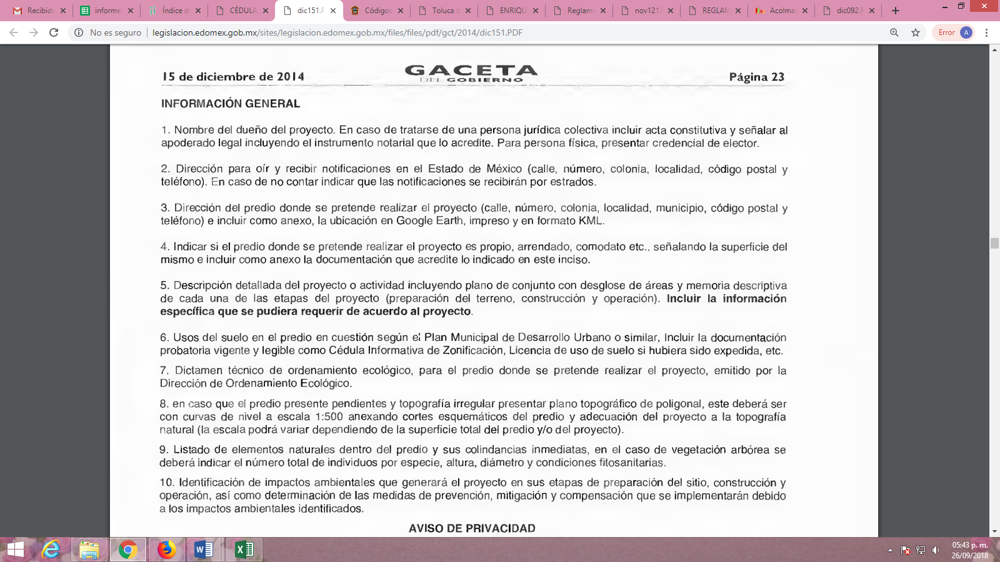 Recibido
informe
Índice d
CÉDULA
dic151.P
Códigos
Toluca d
ENRIQU
Reglame
nov121.
REGLAM
Acolma
dic092.P
No es seguro
legislacion.edomex.gob.mx/sites/legislacion.edomex.gob.mx/files/files/pdf/gct/2014/dic151.PDF
Error
A
15 de diciembre de 2014
GACETA
DEL GOBIERNO
Página 23
INFORMACIÓN GENERAL
1. Nombre del dueño del proyecto. En caso de tratarse de una persona jurídica colectiva incluir acta constitutiva y señalar al
apoderado legal incluyendo el instrumento notarial que lo acredite. Para persona física, presentar credencial de elector.
2. Dirección para oír y recibir notificaciones en el Estado de México (calle, número, colonia, localidad, código postal y
teléfono). En caso de no contar indicar que las notificaciones se recibirán por estrados.
3. Dirección del predio donde se pretende realizar el proyecto (calle, número, colonia, localidad, municipio, código postal y
teléfono) e incluir como anexo, la ubicación en Google Earth, impreso y en formato KML.
4. Indicar si el predio donde se pretende realizar el proyecto es propio, arrendado, comodato etc., señalando la superficie del
mismo e incluir como anexo la documentación que acredite lo indicado en este inciso.
5. Descripción detallada del proyecto o actividad incluyendo plano de conjunto con desglose de áreas y memoria descriptiva
de cada una de las etapas del proyecto (preparación del terreno, construcción y operación). Incluir la información
específica que se pudiera requerir de acuerdo al proyecto.
6. Usos del suelo en el predio en cuestión según el Plan Municipal de Desarrollo Urbano o similar, Incluir la documentación
probatoria vigente y legible como Cédula Informativa de Zonificación, Licencia de uso de suelo si hubiera sido expedida, etc.
7. Dictamen técnico de ordenamiento ecológico, para el predio donde se pretende realizar el proyecto, emitido por la
Dirección de Ordenamiento Ecológico.
8. en caso que el predio presente pendientes y topografía irregular presentar plano topográfico de poligonal, este deberá ser
con curvas de nivel a escala 1:500 anexando cortes esquemáticos del predio y adecuación del proyecto a la topografía
natural (la escala podrá variar dependiendo de la superficie total del predio y/o del proyecto).
9. Listado de elementos naturales dentro del predio y sus colindancias inmediatas, en el caso de vegetación arbórea se
deberá indicar el número total de individuos por especie, altura, diámetro y condiciones fitosanitarias.
10. Identificación de impactos ambientales que generará el proyecto en sus etapas de preparación del sitio, construcción y
operación, así como determinación de las medidas de prevención, mitigación y compensación que se implementarán debido
a los impactos ambientales identificados.
AVISO DE PRIVACIDAD
05:43 p. m.
26/09/2018